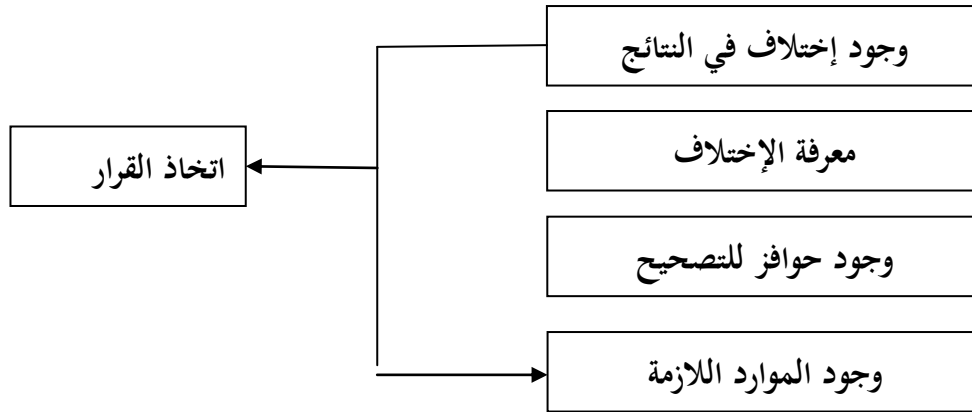 وجود إختلاف في النتائج
معرفة الإختلاف
اتخاذ القرار
وجود حوافز للتصحيح
وجود الموارد اللازمة